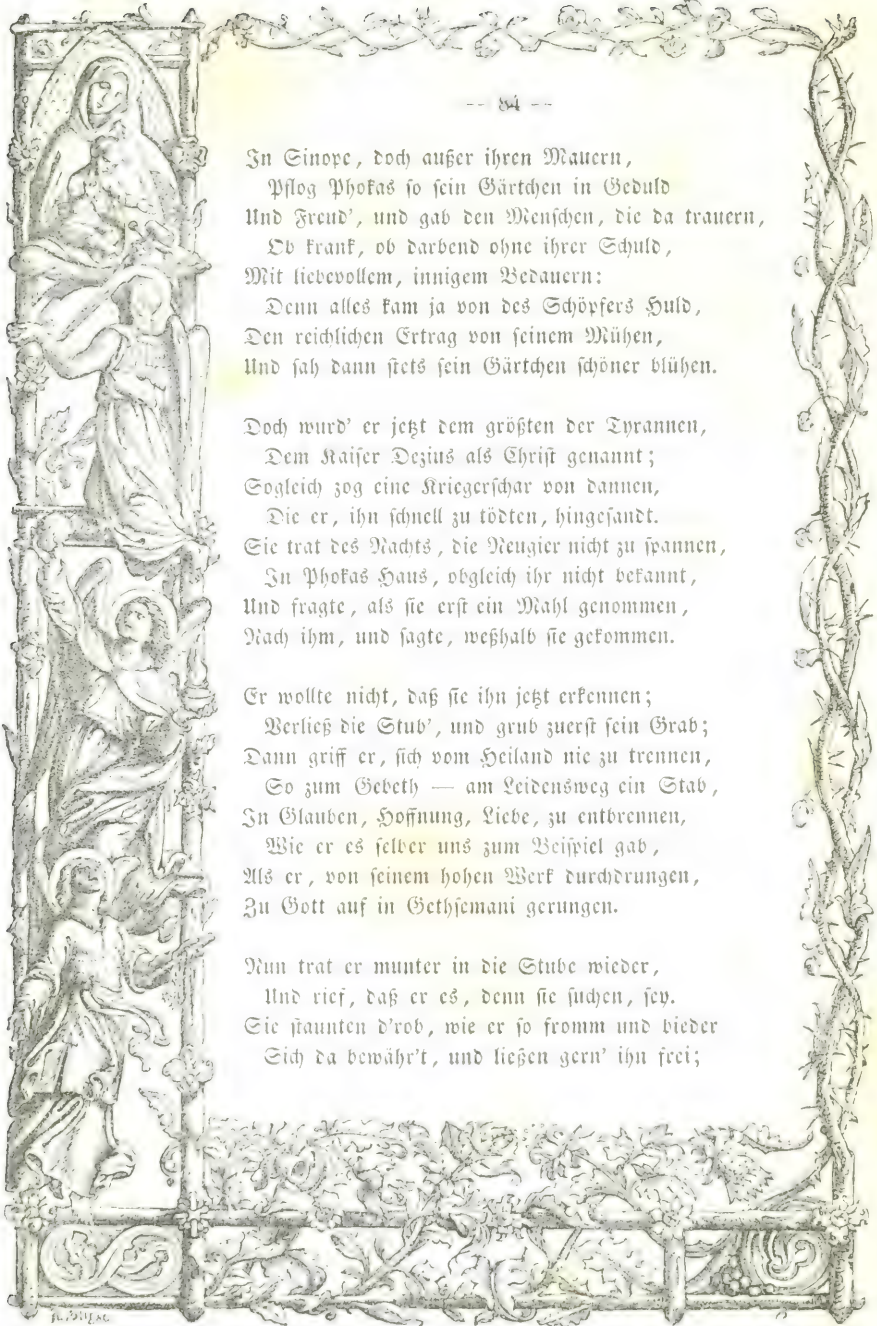 -- 84 --
In Sinope, doch außer ihren Mauern,
Pflog Phokas so sein Gärtchen in Geduld
Und Freud', und gab den Menschen, die da trauern,
Ob krank, ob darbend ohne ihrer Schuld,
Mit liebevollem, innigem Bedauern:
Denn alles kam ja von des Schöpfers Huld,
Den reichlichen Ertrag von seinem Mühen,
Und sah dann stets sein Gärtchen schöner blühen.
Doch wurd' er jetzt dem größten der Tyrannen,
Dem Kaiser Dezius als Christ genannt;
Sogleich zog eine Kriegerschar von dannen,
Die er, ihn schnell zu tödten, hingesandt.
Sie trat des Nachts, die Neugier nicht zu spannen,
In Phokas Haus, obgleich ihr nicht bekannt,
Und fragte, als sie erst ein Mahl genommen,
Nach ihm, und sagte, weßhalb sie gekommen.
Er wollte nicht, daß sie ihn jetzt erkennen;
Verließ die Stub', und grub zuerst sein Grab;
Dann griff er, sich vom Heiland nie zu trennen,
So zum Gebeth — am Leidensweg ein Stab,
In Glauben, Hoffnung, Liebe, zu entbrennen,
Wie er es selber uns zum Beispiel gab,
Als er, von seinem hohen Werk durchdrungen,
Zu Gott auf in Gethsemani gerungen.
Nun trat er munter in die Stube wieder,
Und rief, daß er es, denn sie suchen, sey.
Sie staunten d'rob, wie er so fromm und bieder
Sich da bewähr't, und ließen gern' ihn frei;